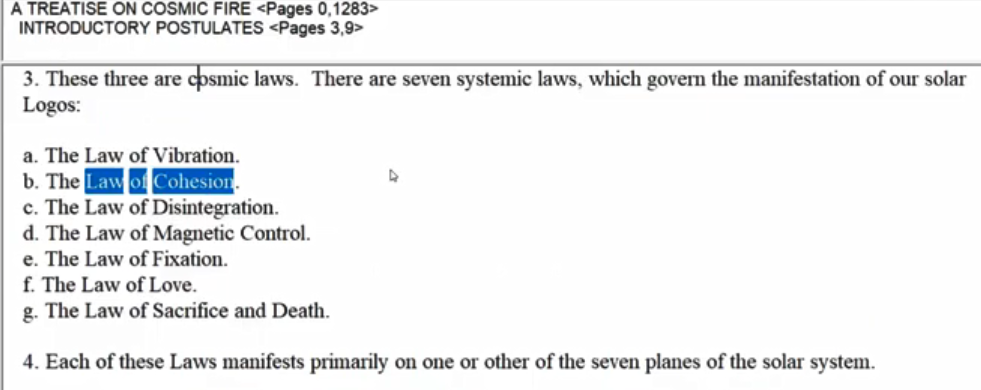 A TREATISE ON COSMIC FIRE <Pages 0,1283>
INTRODUCTORY POSTULATES <Pages 3,9>
3. These three are cosmic laws. There are seven systemic laws, which govern the manifestation of our solar
Logos:
a. The Law of Vibration.
b. The Law of Cohesion.
c. The Law of Disintegration.
d. The Law of Magnetic Control.
e. The Law of Fixation.
f. The Law of Love.
g. The Law of Sacrifice and Death.
4. Each of these Laws manifests primarily on one or other of the seven planes of the solar system.